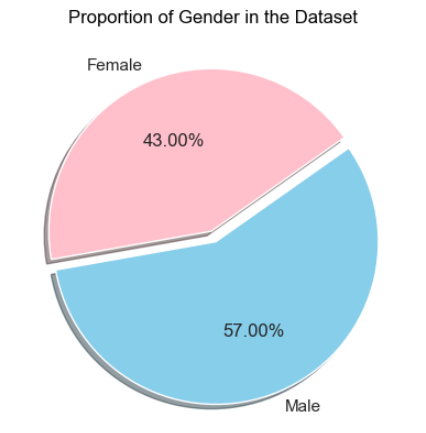 Proportion of Gender in the Dataset
Female
43.00%
57.00%
Male